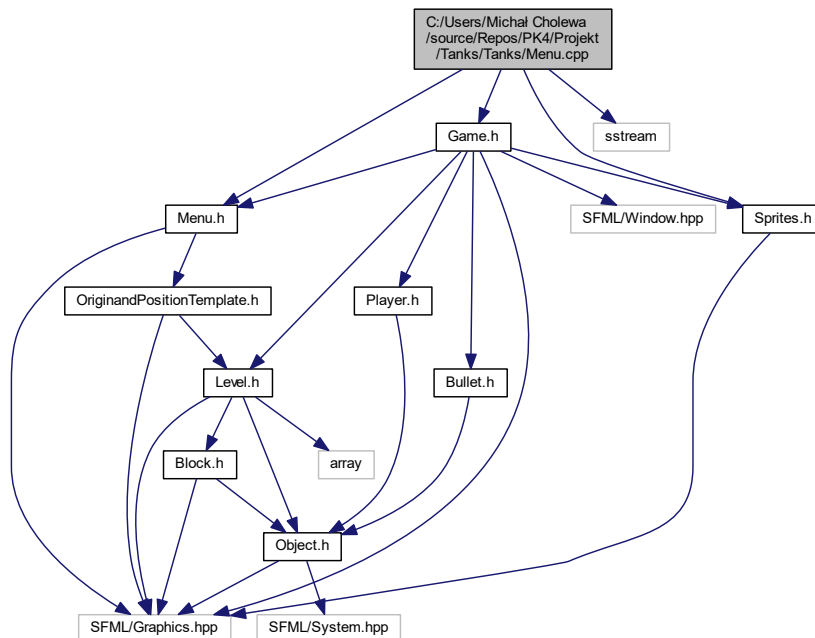 C:/Users/Michał Cholewa
/source/Repos/PK4/Projekt
/Tanks/Tanks/Menu.cpp
Game.h
sstream
Menu.h
SFML/Window.hpp
Sprites.h
OriginandPositionTemplate.h
Player.h
Level.h
Bullet.h
Block.h
array
Object.h
SFML/Graphics.hpp
SFML/System.hpp